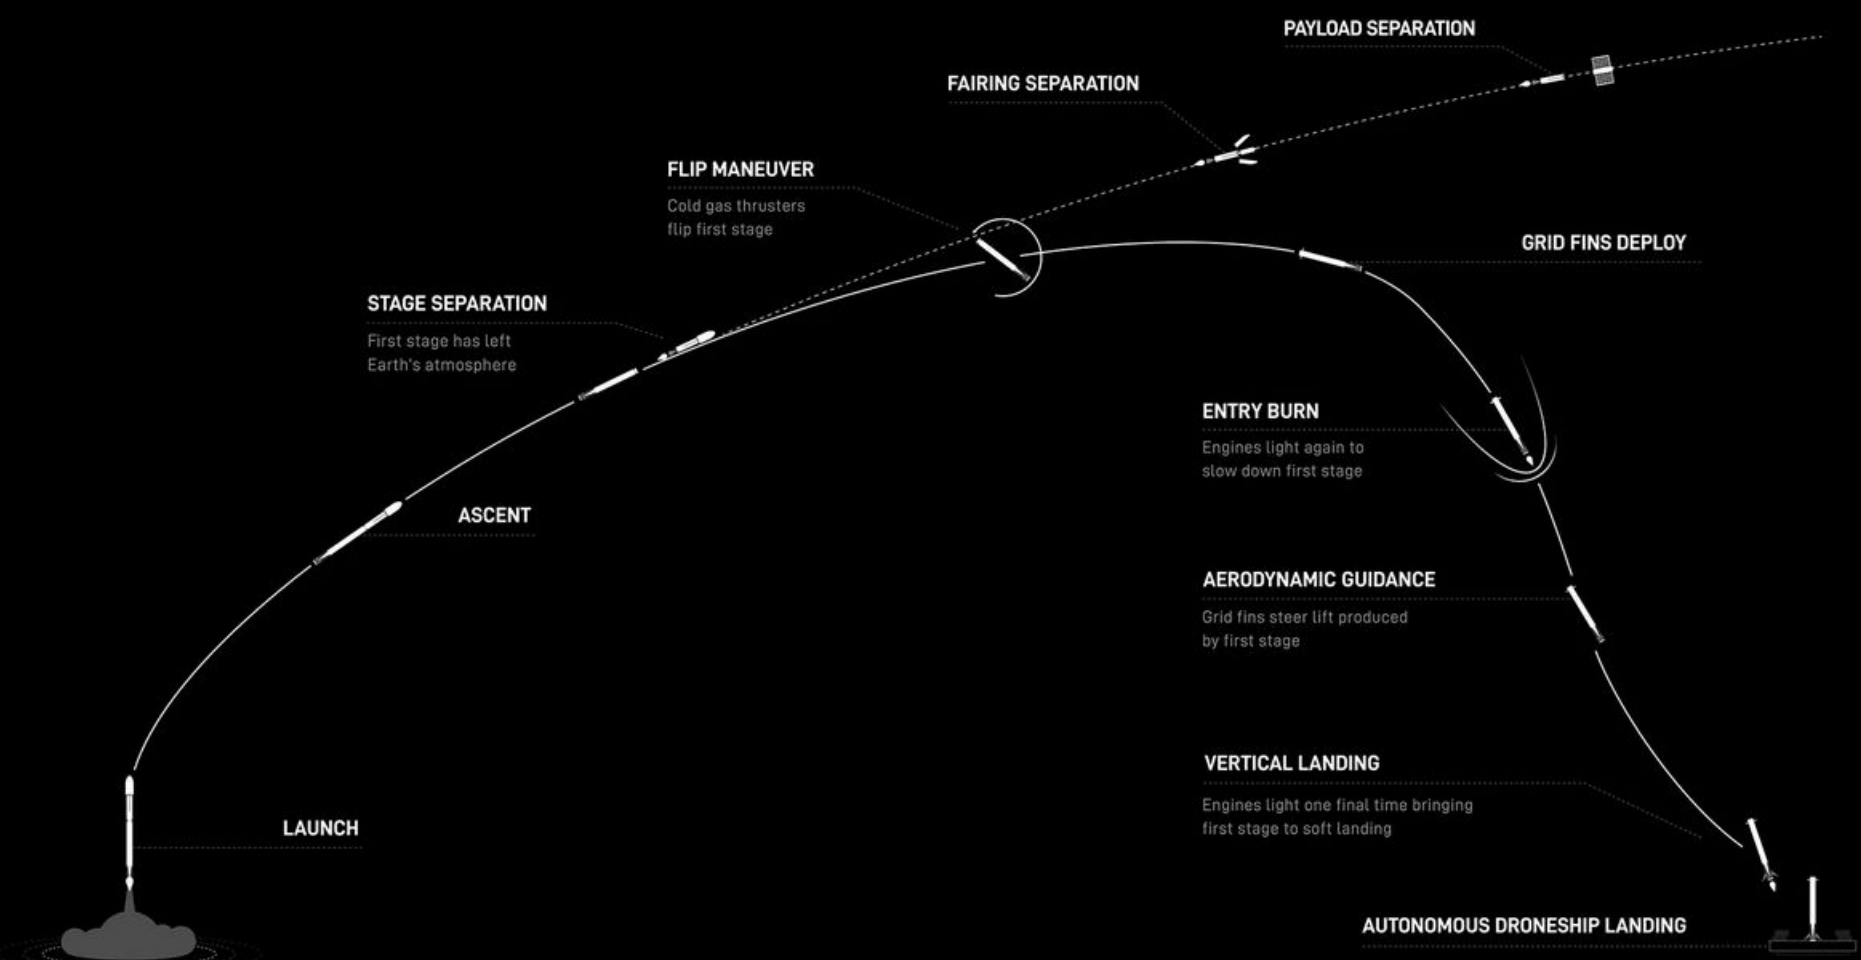 PAYLOAD SEPARATION
FAIRING SEPARATION
FLIP MANEUVER
Cold gas thrusters
flip first stage
GRID FINS DEPLOY
STAGE SEPARATION
First stage has left
Earth's atmosphere
ENTRY BURN
Engines light again to
slow down first stage
ASCENT
AERODYNAMIC GUIDANCE
Grid fins steer lift produced
by first stage
VERTICAL LANDING
Engines light one final time bringing
first stage to soft landing
LAUNCH
AUTONOMOUS DRONESHIP LANDING